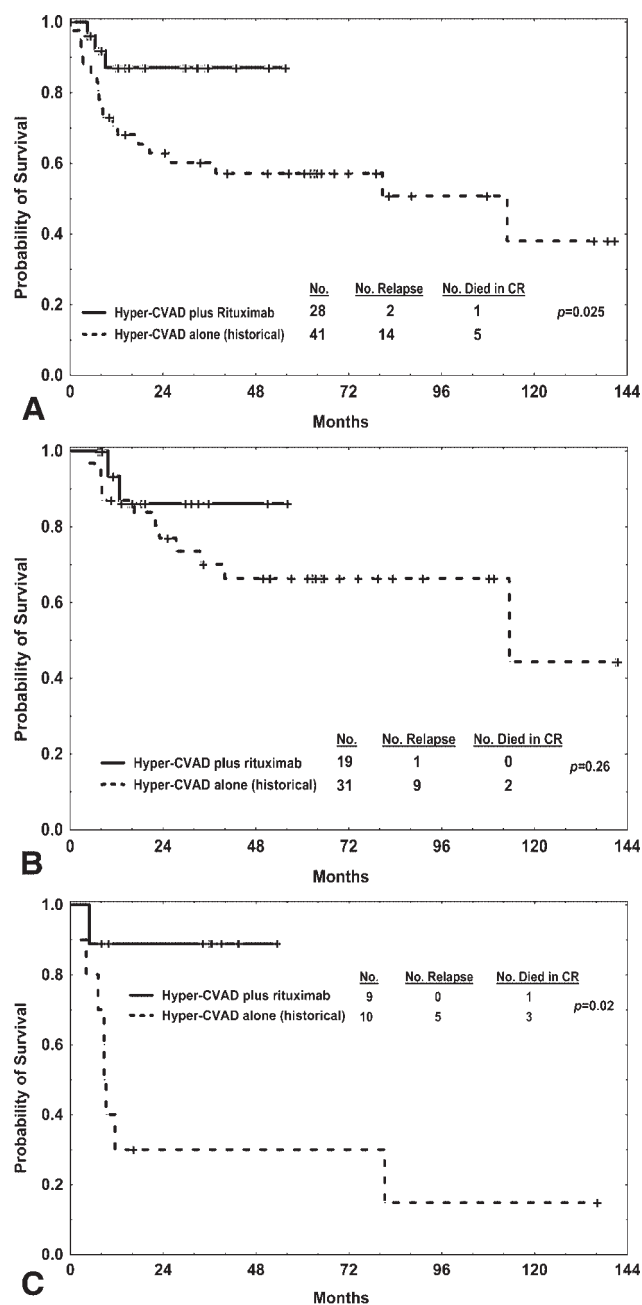 1.0
0.8
0.6
0.4
0.2
0.0
Probability of Survival
No. No. Relapse No. Died in CR
Hyper-CVAD plus Rituximab 28 2 1
Hyper-CVAD alone (historical) 41 14 5
p=0.025
0 24 48 72 96 120 144
Months
A
1.0
0.8
0.6
0.4
0.2
0.0
Probability of Survival
No. No. Relapse No. Died in CR
Hyper-CVAD plus rituximab 19 1 0
Hyper-CVAD alone (historical) 31 9 2
p=0.26
0 24 48 72 96 120 144
Months
B
1.0
0.8
0.6
0.4
0.2
0.0
Probability of Survival
No. No. Relapse No. Died in CR
Hyper-CVAD plus rituximab 9 0 1
Hyper-CVAD alone (historical) 10 5 3
p=0.02
0 24 48 72 96 120 144
Months
C